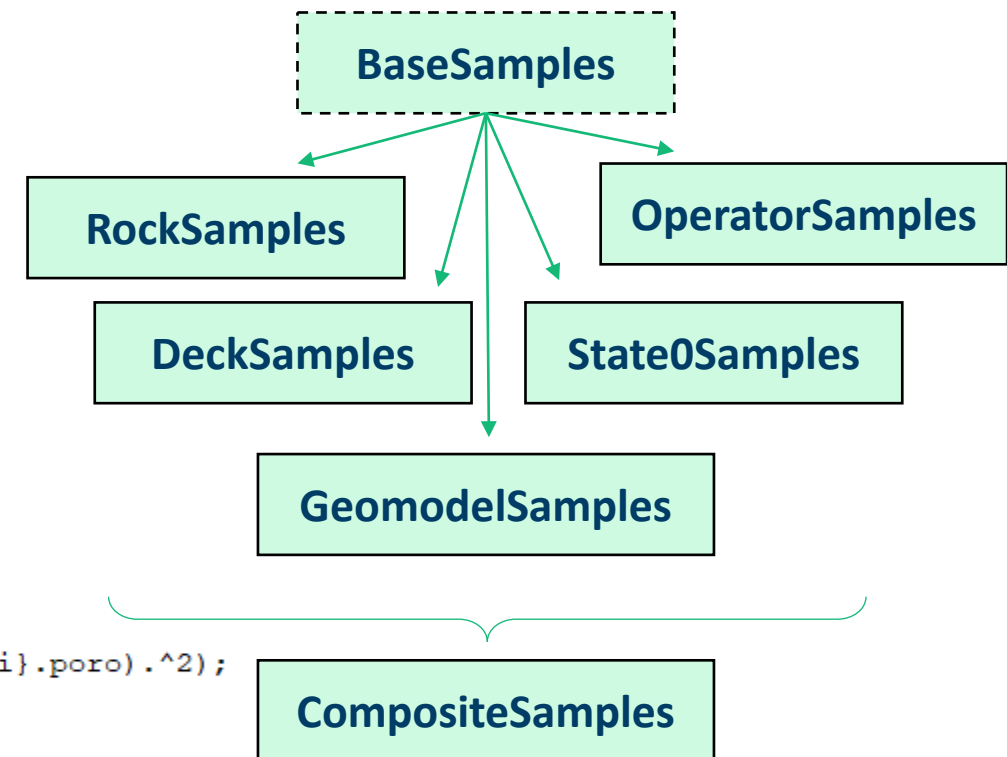 BaseSamples
RockSamples
OperatorSamples
DeckSamples
State0Samples
GeomodelSamples
i}.poro).^2);
CompositeSamples